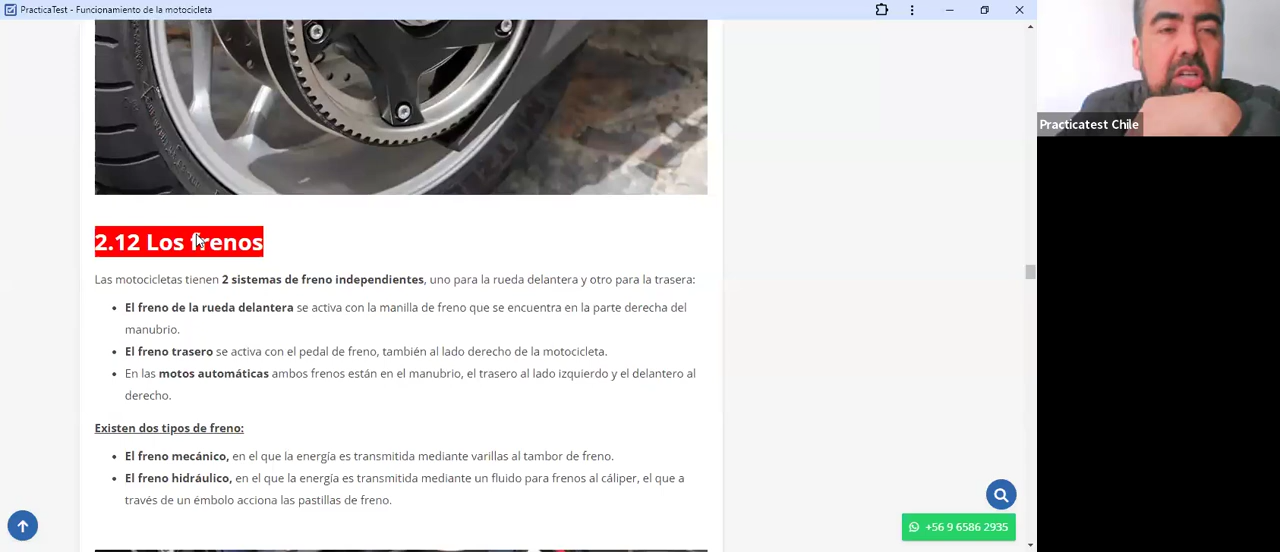 PracticaTest - Funcionamiento de la motocicleta
Practicatest Chile
2.12 Los frenos
Las motocicletas tienen 2 sistemas de freno independientes, uno para la rueda delantera y otro para la trasera:
• El freno de la rueda delantera se activa con la manilla de freno que se encuentra en la parte derecha del
manubrio.
• El freno trasero se activa con el pedal de freno, también al lado derecho de la motocicleta.
• En las motos automáticas ambos frenos están en el manubrio, el trasero al lado izquierdo y el delantero al
derecho.
Existen dos tipos de freno:
• El freno mecánico, en el que la energía es transmitida mediante varillas al tambor de freno.
• El freno hidráulico, en el que la energía es transmitida mediante un fluido para frenos al cáliper, el que a
través de un émbolo acciona las pastillas de freno.
+56 9 6586 2935